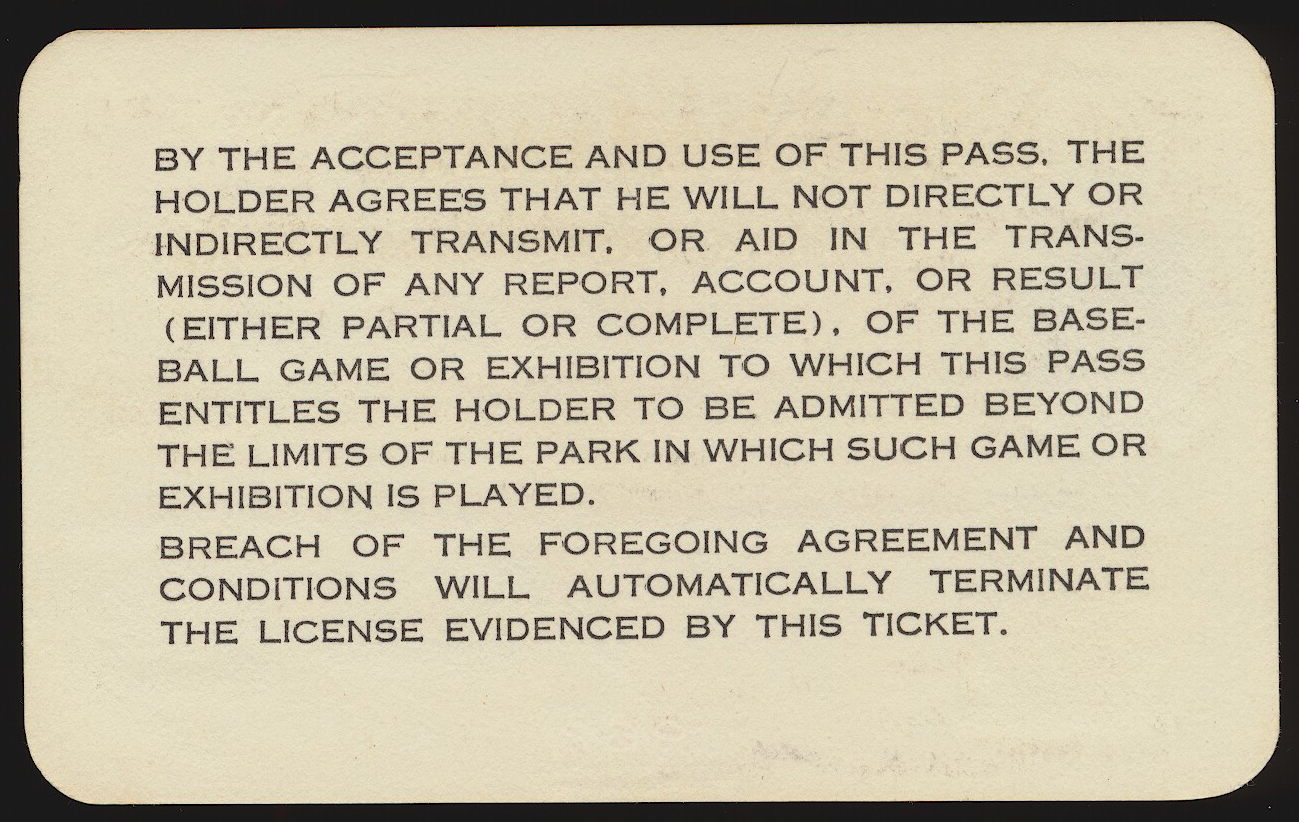 BY THE ACCEPTANCE AND USE OF THIS PASS, THE
HOLDER AGREES THAT HE WILL NOT DIRECTLY OR
INDIRECTLY TRANSMIT, OR AID IN THE TRANS-
MISSION OF ANY REPORT, ACCOUNT, OR RESULT
(EITHER PARTIAL OR COMPLETE), OF THE BASE-
BALL GAME OR EXHIBITION TO WHICH THIS PASS
ENTITLES THE HOLDER TO BE ADMITTED BEYOND
THE LIMITS OF THE PARK IN WHICH SUCH GAME OR
EXHIBITION IS PLAYED.
BREACH OF THE FOREGOING AGREEMENT AND
CONDITIONS WILL AUTOMATICALLY TERMINATE
THE LICENSE EVIDENCED BY THIS TICKET.